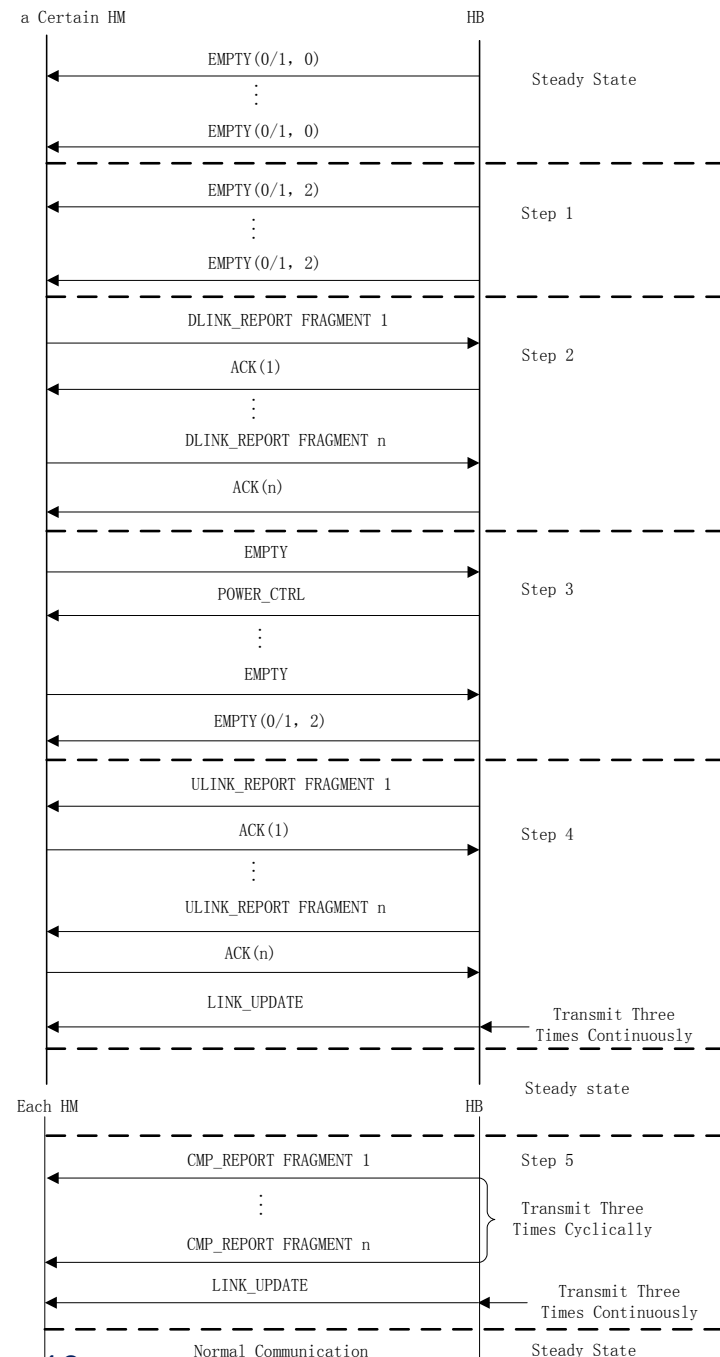 a Certain HM HB
EMPTY(0/1, 0)
Steady State
EMPTY(0/1, 0)
EMPTY(0/1, 2)
Step 1
EMPTY(0/1, 2)
DLINK_REPORT FRAGMENT 1
Step 2
ACK(1)
DLINK_REPORT FRAGMENT n
ACK(n)
EMPTY
Step 3
POWER_CTRL
EMPTY
EMPTY(0/1, 2)
ULINK_REPORT FRAGMENT 1
ACK(1)
Step 4
ULINK_REPORT FRAGMENT n
ACK(n)
LINK_UPDATE
Transmit Three
Times Continuously
Steady state
Each HM HB
CMP_REPORT FRAGMENT 1
Step 5
Transmit Three
Times Cyclically
CMP_REPORT FRAGMENT n
LINK_UPDATE
Transmit Three
Times Continuously
Normal Communication
Steady State